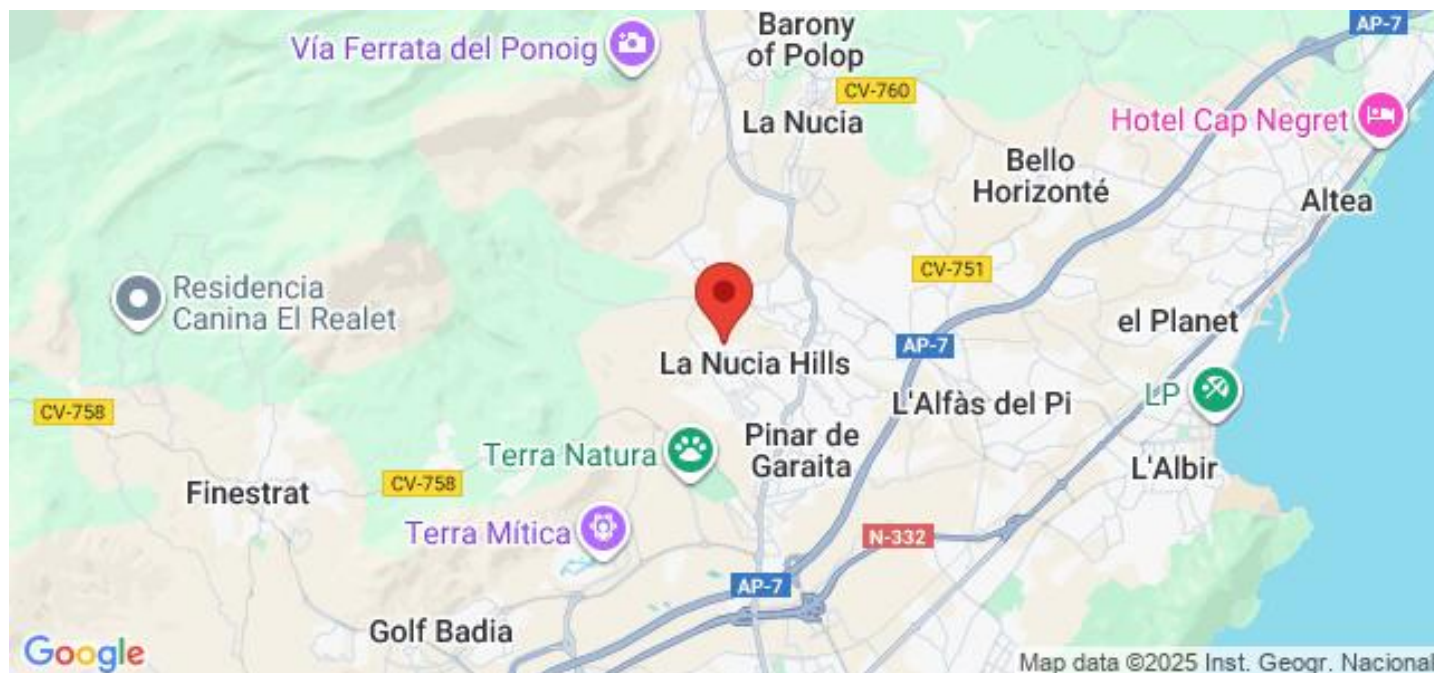 Barony
of Polop
AP-7
Vía Ferrata del Ponoig
CV-760
La Nucia
Hotel Cap Negret
Bello
Horizonté
Altea
CV-751
Residencia
Canina El Realet
el Planet
AP-7
La Nucia Hills
LP
CV-758
L'Alfàs del Pi
Terra Natura
Pinar de
Garaita
L'Albir
CV-758
Finestrat
Terra Mítica
N-332
AP-7
Golf Badia
Google
Map data ©2025 Inst. Geogr. Nacional